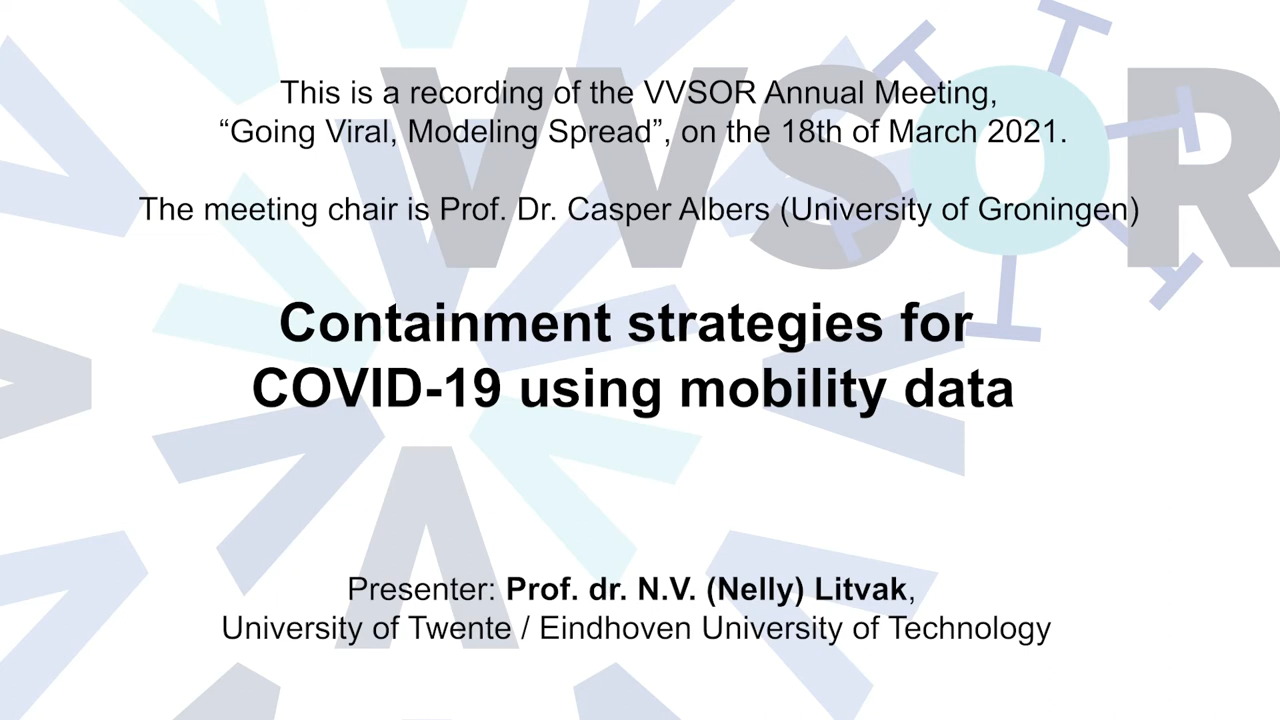 This is a recording of the VVSOR Annual Meeting,
“Going Viral, Modeling Spread”, on the 18th of March 2021.
The meeting chair is Prof. Dr. Casper Albers (University of Groningen)
VVSOR
Containment strategies for
COVID-19 using mobility data
Presenter: Prof. dr. N.V. (Nelly) Litvak,
University of Twente / Eindhoven University of Technology